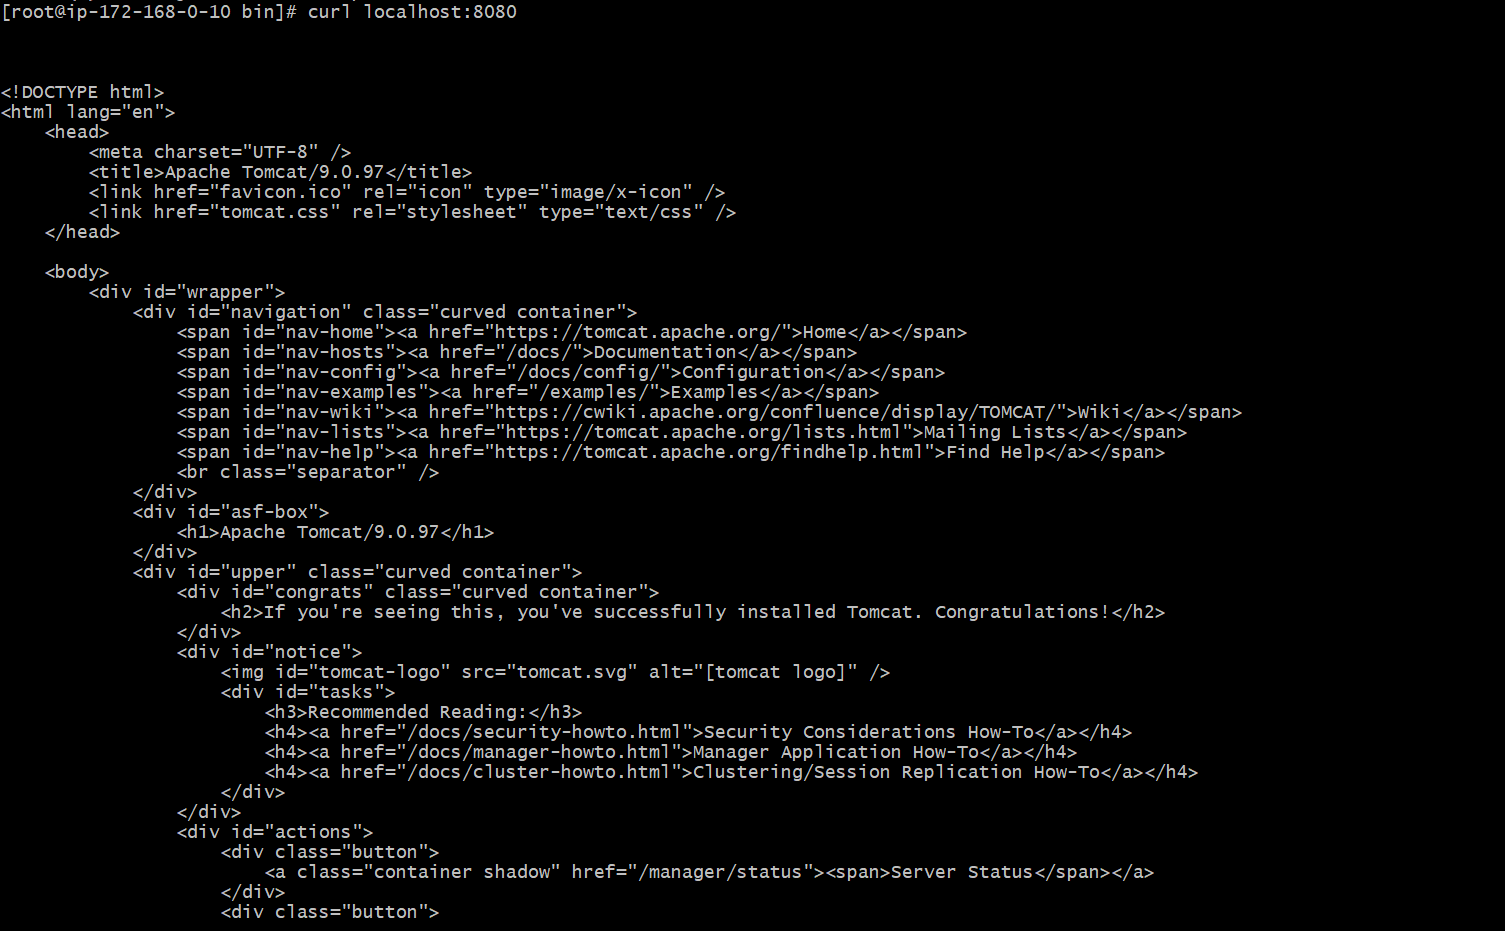 [root@ip-172-168-0-10 bin]# curl localhost:8080
<!DOCTYPE html>
<html lang="en">
    <head>
        <meta charset="UTF-8" />
        <title>Apache Tomcat/9.0.97</title>
        <link href="favicon.ico" rel="icon" type="image/x-icon" />
        <link href="tomcat.css" rel="stylesheet" type="text/css" />
    </head>
    <body>
        <div id="wrapper">
            <div id="navigation" class="curved container">
                <span id="nav-home"><a href="https://tomcat.apache.org/">Home</a></span>
                <span id="nav-hosts"><a href="/docs/">Documentation</a></span>
                <span id="nav-config"><a href="/docs/config/">Configuration</a></span>
                <span id="nav-examples"><a href="/examples/">Examples</a></span>
                <span id="nav-wiki"><a href="https://cwiki.apache.org/confluence/display/TOMCAT/">Wiki</a></span>
                <span id="nav-lists"><a href="https://tomcat.apache.org/lists.html">Mailing Lists</a></span>
                <span id="nav-help"><a href="https://tomcat.apache.org/findhelp.html">Find Help</a></span>
                <br class="separator" />
            </div>
            <div id="asf-box">
                <h1>Apache Tomcat/9.0.97</h1>
            </div>
            <div id="upper" class="curved container">
                <div id="congrats" class="curved container">
                    <h2>If you're seeing this, you've successfully installed Tomcat. Congratulations!</h2>
                </div>
                <div id="notice">
                    <img id="tomcat-logo" src="tomcat.svg" alt="[tomcat logo]" />
                    <div id="tasks">
                        <h3>Recommended Reading:</h3>
                        <h4><a href="/docs/security-howto.html">Security Considerations How-To</a></h4>
                        <h4><a href="/docs/manager-howto.html">Manager Application How-To</a></h4>
                        <h4><a href="/docs/cluster-howto.html">Clustering/Session Replication How-To</a></h4>
                    </div>
                </div>
                <div id="actions">
                    <div class="button">
                        <a class="container shadow" href="/manager/status"><span>Server Status</span></a>
                    </div>
                    <div class="button">